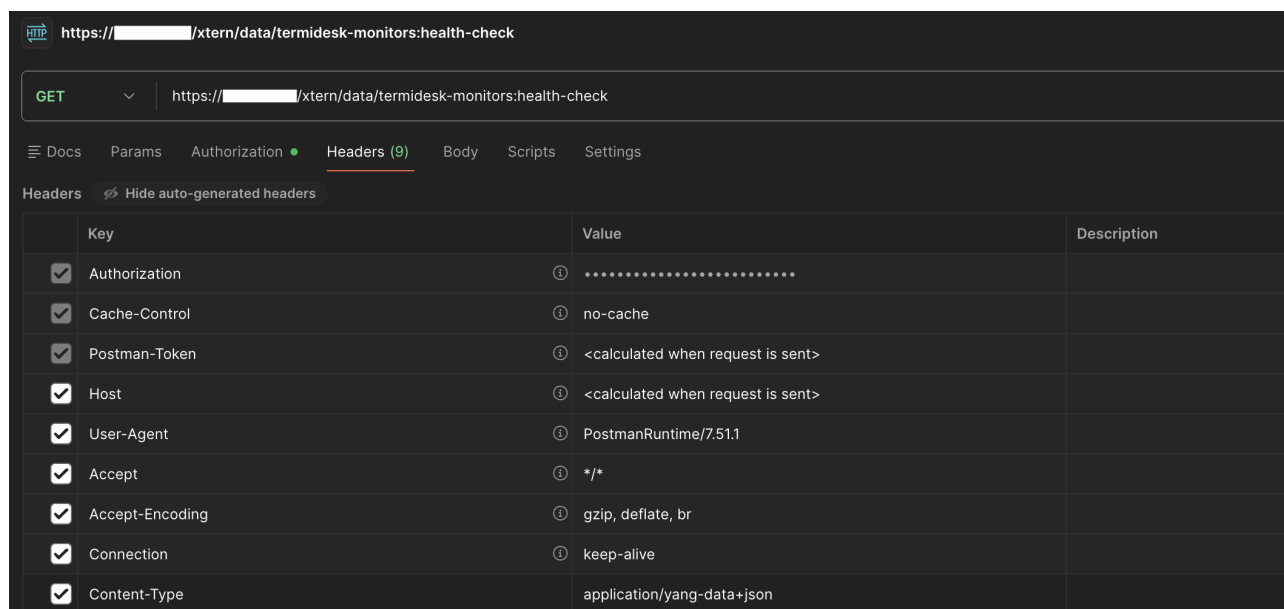 HTTP https:// /xtern/data/termidesk-monitors:health-check
GET https:// /xtern/data/termidesk-monitors:health-check
Docs Params Authorization Headers (9) Body Scripts Settings
Headers Hide auto-generated headers
Key Value Description
Authorization ••••••••••••••••••••••••••
Cache-Control no-cache
Postman-Token <calculated when request is sent>
Host <calculated when request is sent>
User-Agent PostmanRuntime/7.51.1
Accept */*
Accept-Encoding gzip, deflate, br
Connection keep-alive
Content-Type application/yang-data+json